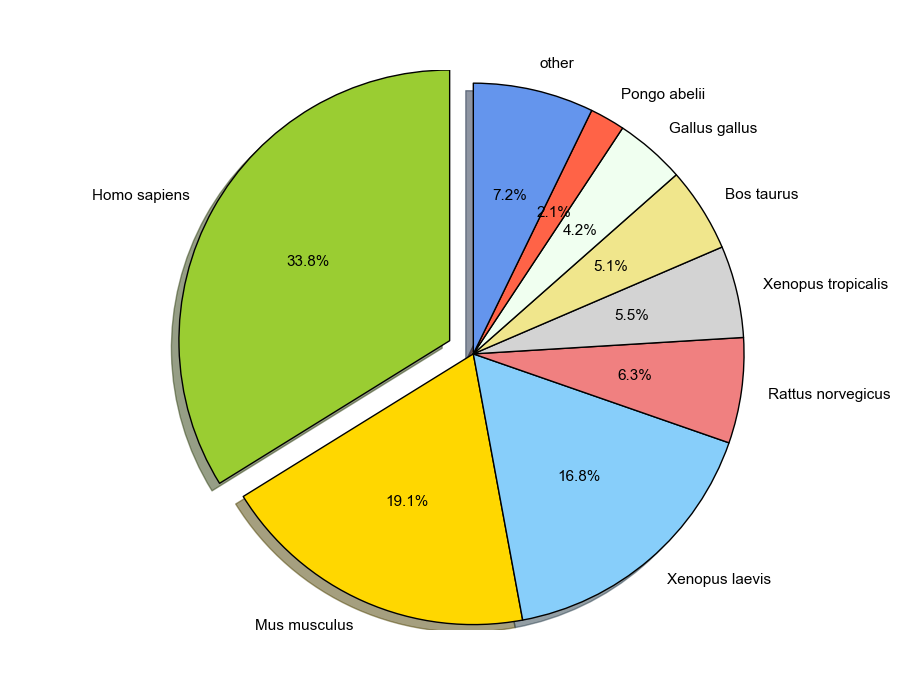 other
Pongo abelii
Gallus gallus
Bos taurus
Homo sapiens
7.2%
2.1%
4.2%
33.8%
5.1%
Xenopus tropicalis
5.5%
6.3%
Rattus norvegicus
16.8%
19.1%
Xenopus laevis
Mus musculus